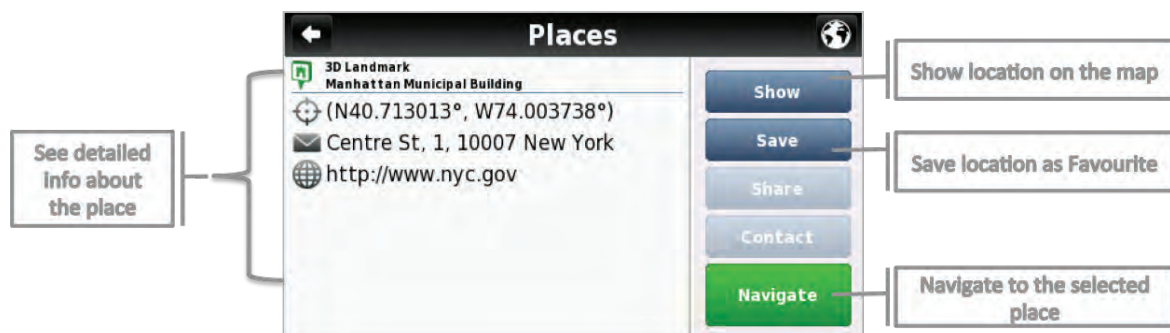 Places
3D Landmark
Manhattan Municipal Building
(N40.713013°, W74.003738°)
Centre St, 1, 10007 New York
http://www.nyc.gov
Show
Save
Share
Contact
Navigate
See detailed
info about
the place
Show location on the map
Save location as Favourite
Navigate to the selected
place